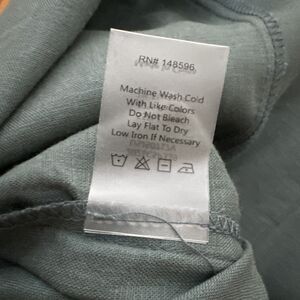 RN# 148596
Machine Wash Cold
With Like Colors
Do Not Bleach
Lay Flat To Dry
Low Iron If Necessary